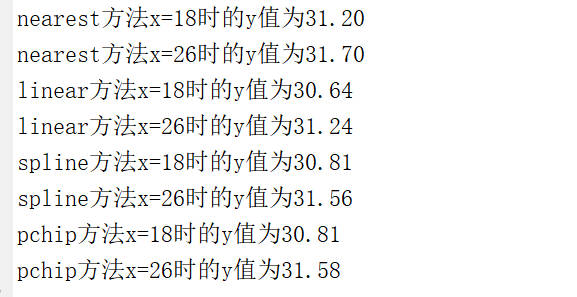 nearest方法x=18时的y值为31.20
nearest方法x=26时的y值为31.70
linear方法x=18时的y值为30.64
linear方法x=26时的y值为31.24
spline方法x=18时的y值为30.81
spline方法x=26时的y值为31.56
pchip方法x=18时的y值为30.81
pchip方法x=26时的y值为31.58